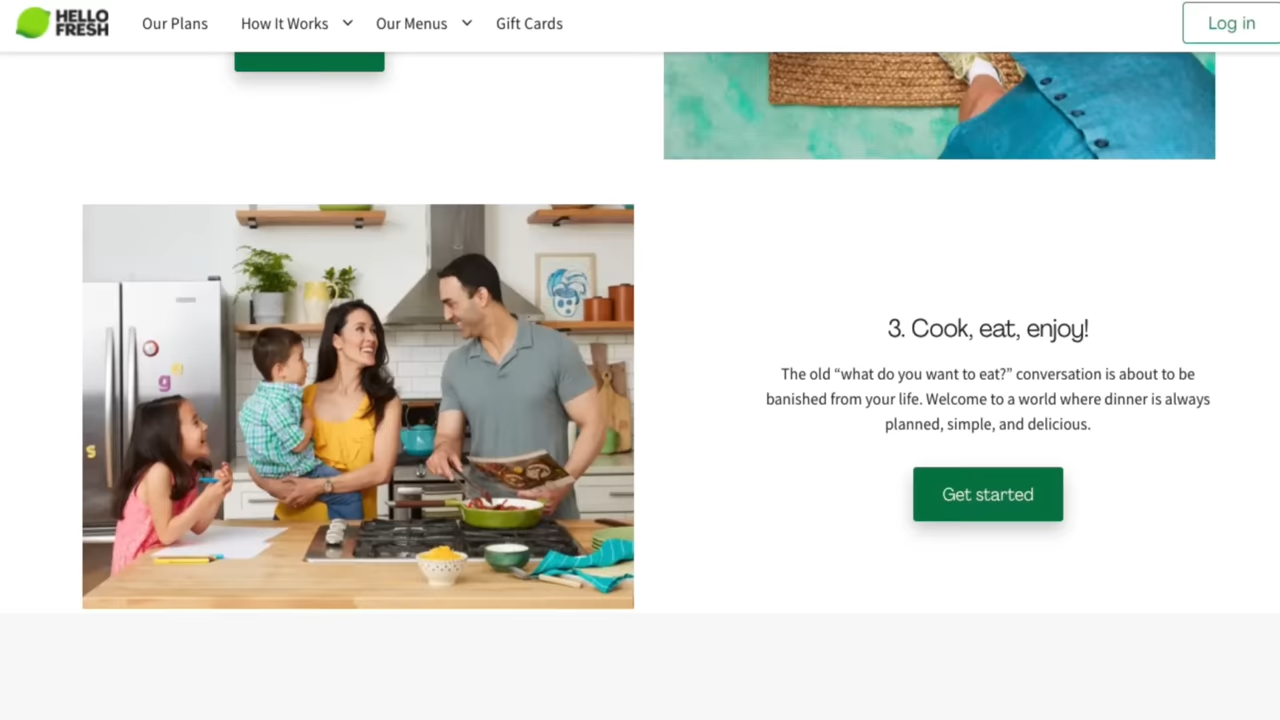 HELLO
FRESH
Our Plans
How It Works
Our Menus
Gift Cards
Log in
s
g
3. Cook, eat, enjoy!
The old “what do you want to eat?” conversation is about to be
banished from your life. Welcome to a world where dinner is always
planned, simple, and delicious.
Get started